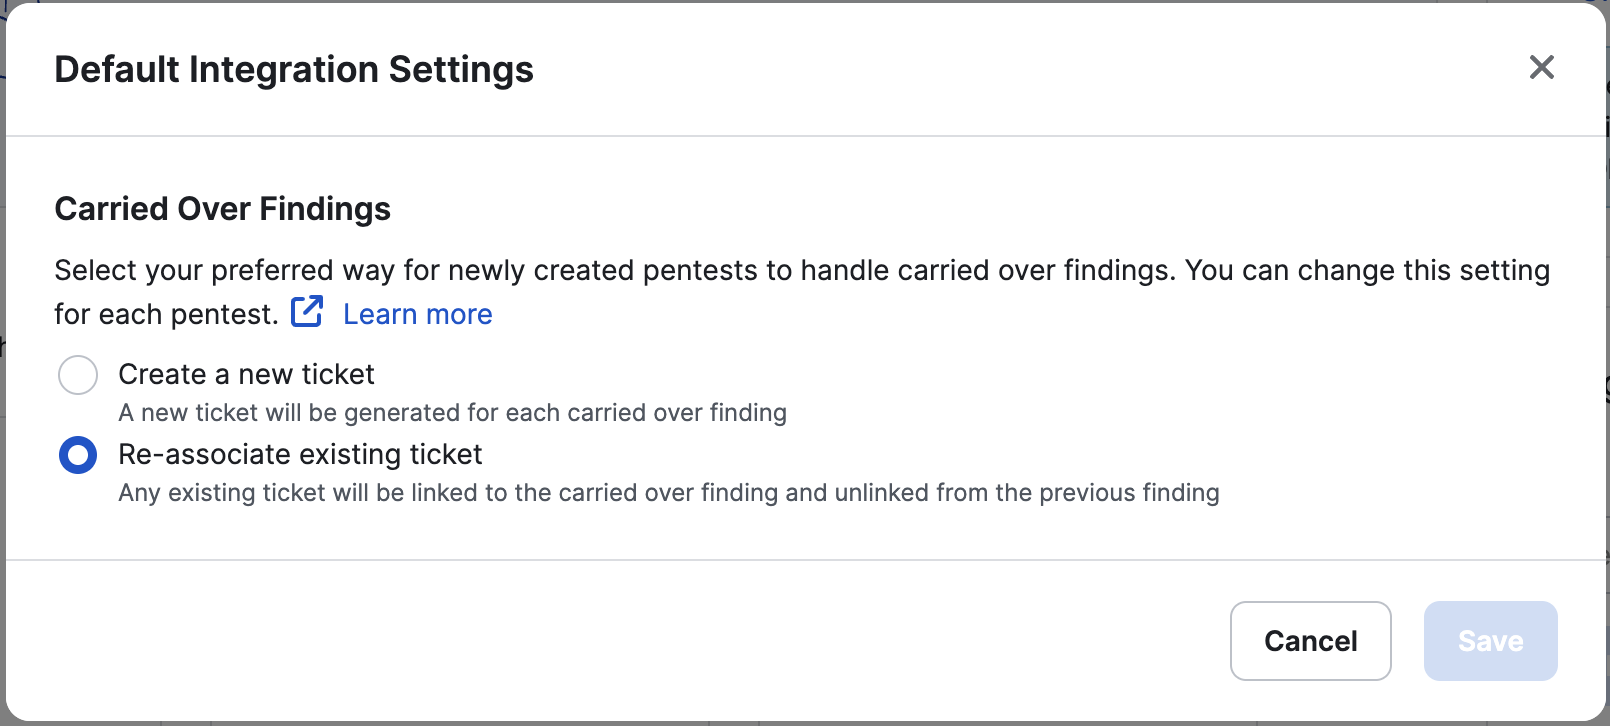 Default Integration Settings
Carried Over Findings
Select your preferred way for newly created pentests to handle carried over findings. You can change this setting
for each pentest. Learn more
Create a new ticket
A new ticket will be generated for each carried over finding
Re-associate existing ticket
Any existing ticket will be linked to the carried over finding and unlinked from the previous finding
Cancel
Save